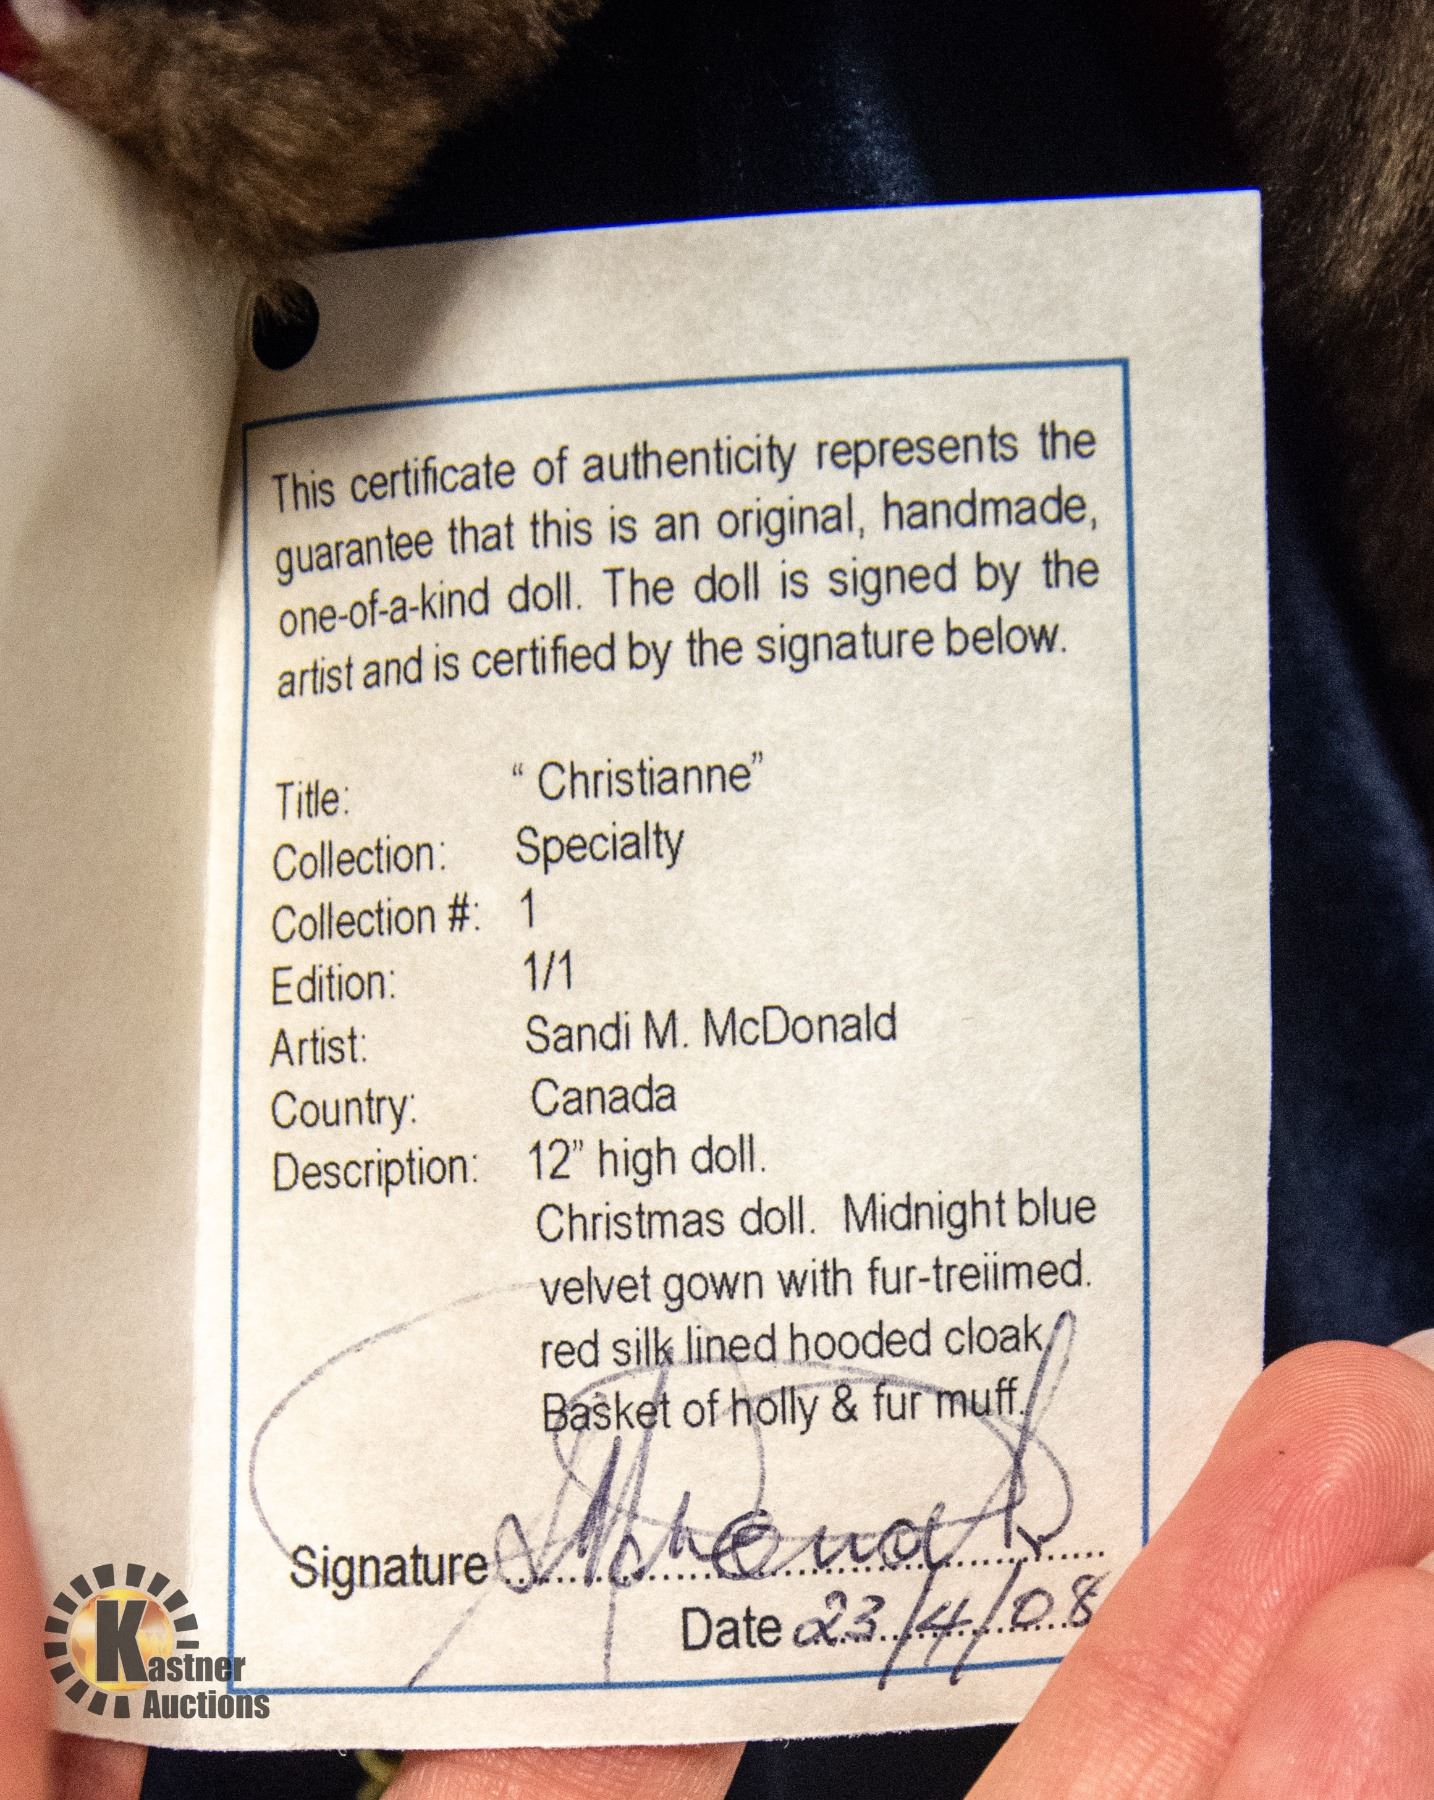 This certificate of authenticity represents the
guarantee that this is an original, handmade,
one-of-a-kind doll. The doll is signed by the
artist and is certified by the signature below.
Title: “ Christianne”
Collection: Specialty
Collection #: 1
Edition: 1/1
Artist: Sandi M. McDonald
Country: Canada
Description: 12” high doll.
Christmas doll. Midnight blue
velvet gown with fur-treiimed.
red silk lined hooded cloak
Basket of holly & fur muff.
Signature
Date 23/4/08
Kastner
Auctions